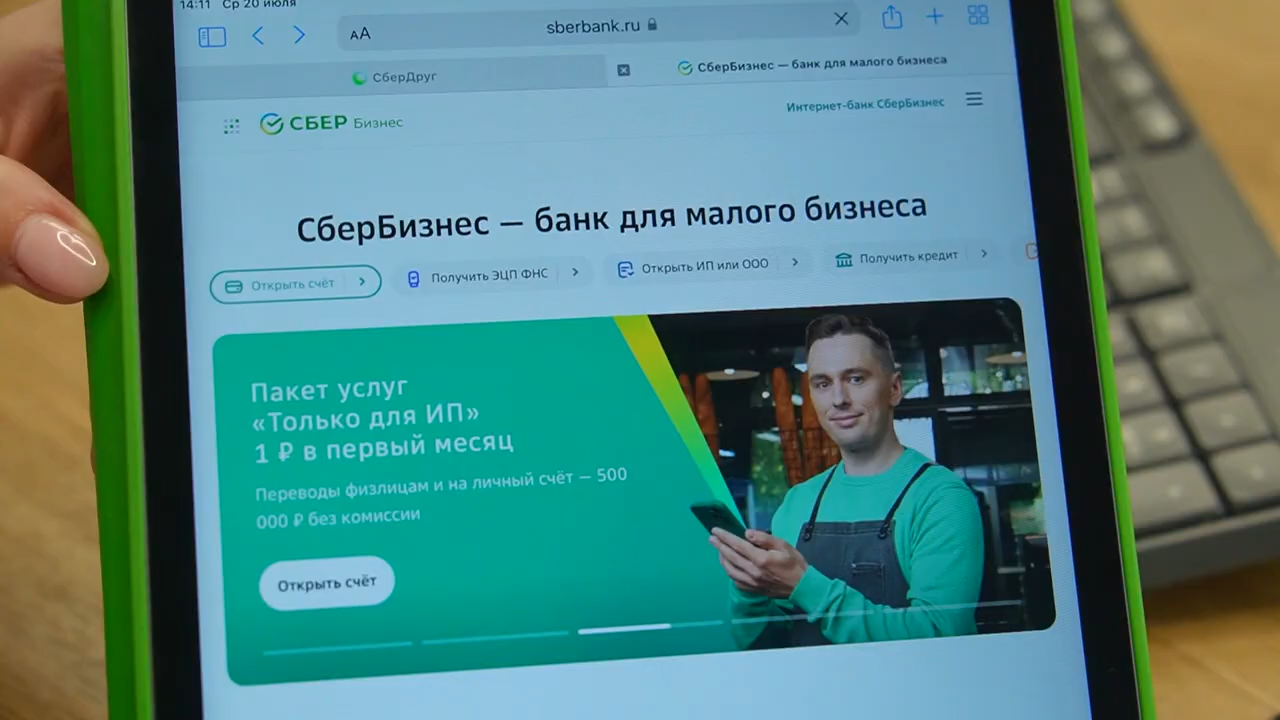 14:11 Ср 20 июля
AA sberbank.ru
СберДруг
СберБизнес — банк для малого бизнеса
СБЕР Бизнес
Интернет-банк СберБизнес
СберБизнес — банк для малого бизнеса
Открыть счёт
Получить ЭЦП ФНС
Открыть ИП или ООО
Получить кредит
Пакет услуг
«Только для ИП»
1 ₽ в первый месяц
Переводы физлицам и на личный счёт — 500
000 ₽ без комиссии
Открыть счёт